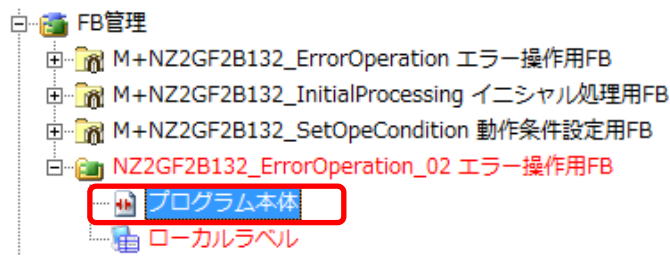 FB管理
M+NZ2GF2B132_ErrorOperation エラー操作用FB
M+NZ2GF2B132_InitialProcessing イニシャル処理用FB
M+NZ2GF2B132_SetOpeCondition 動作条件設定用FB
NZ2GF2B132_ErrorOperation_02 エラー操作用FB
プログラム本体
ローカルラベル